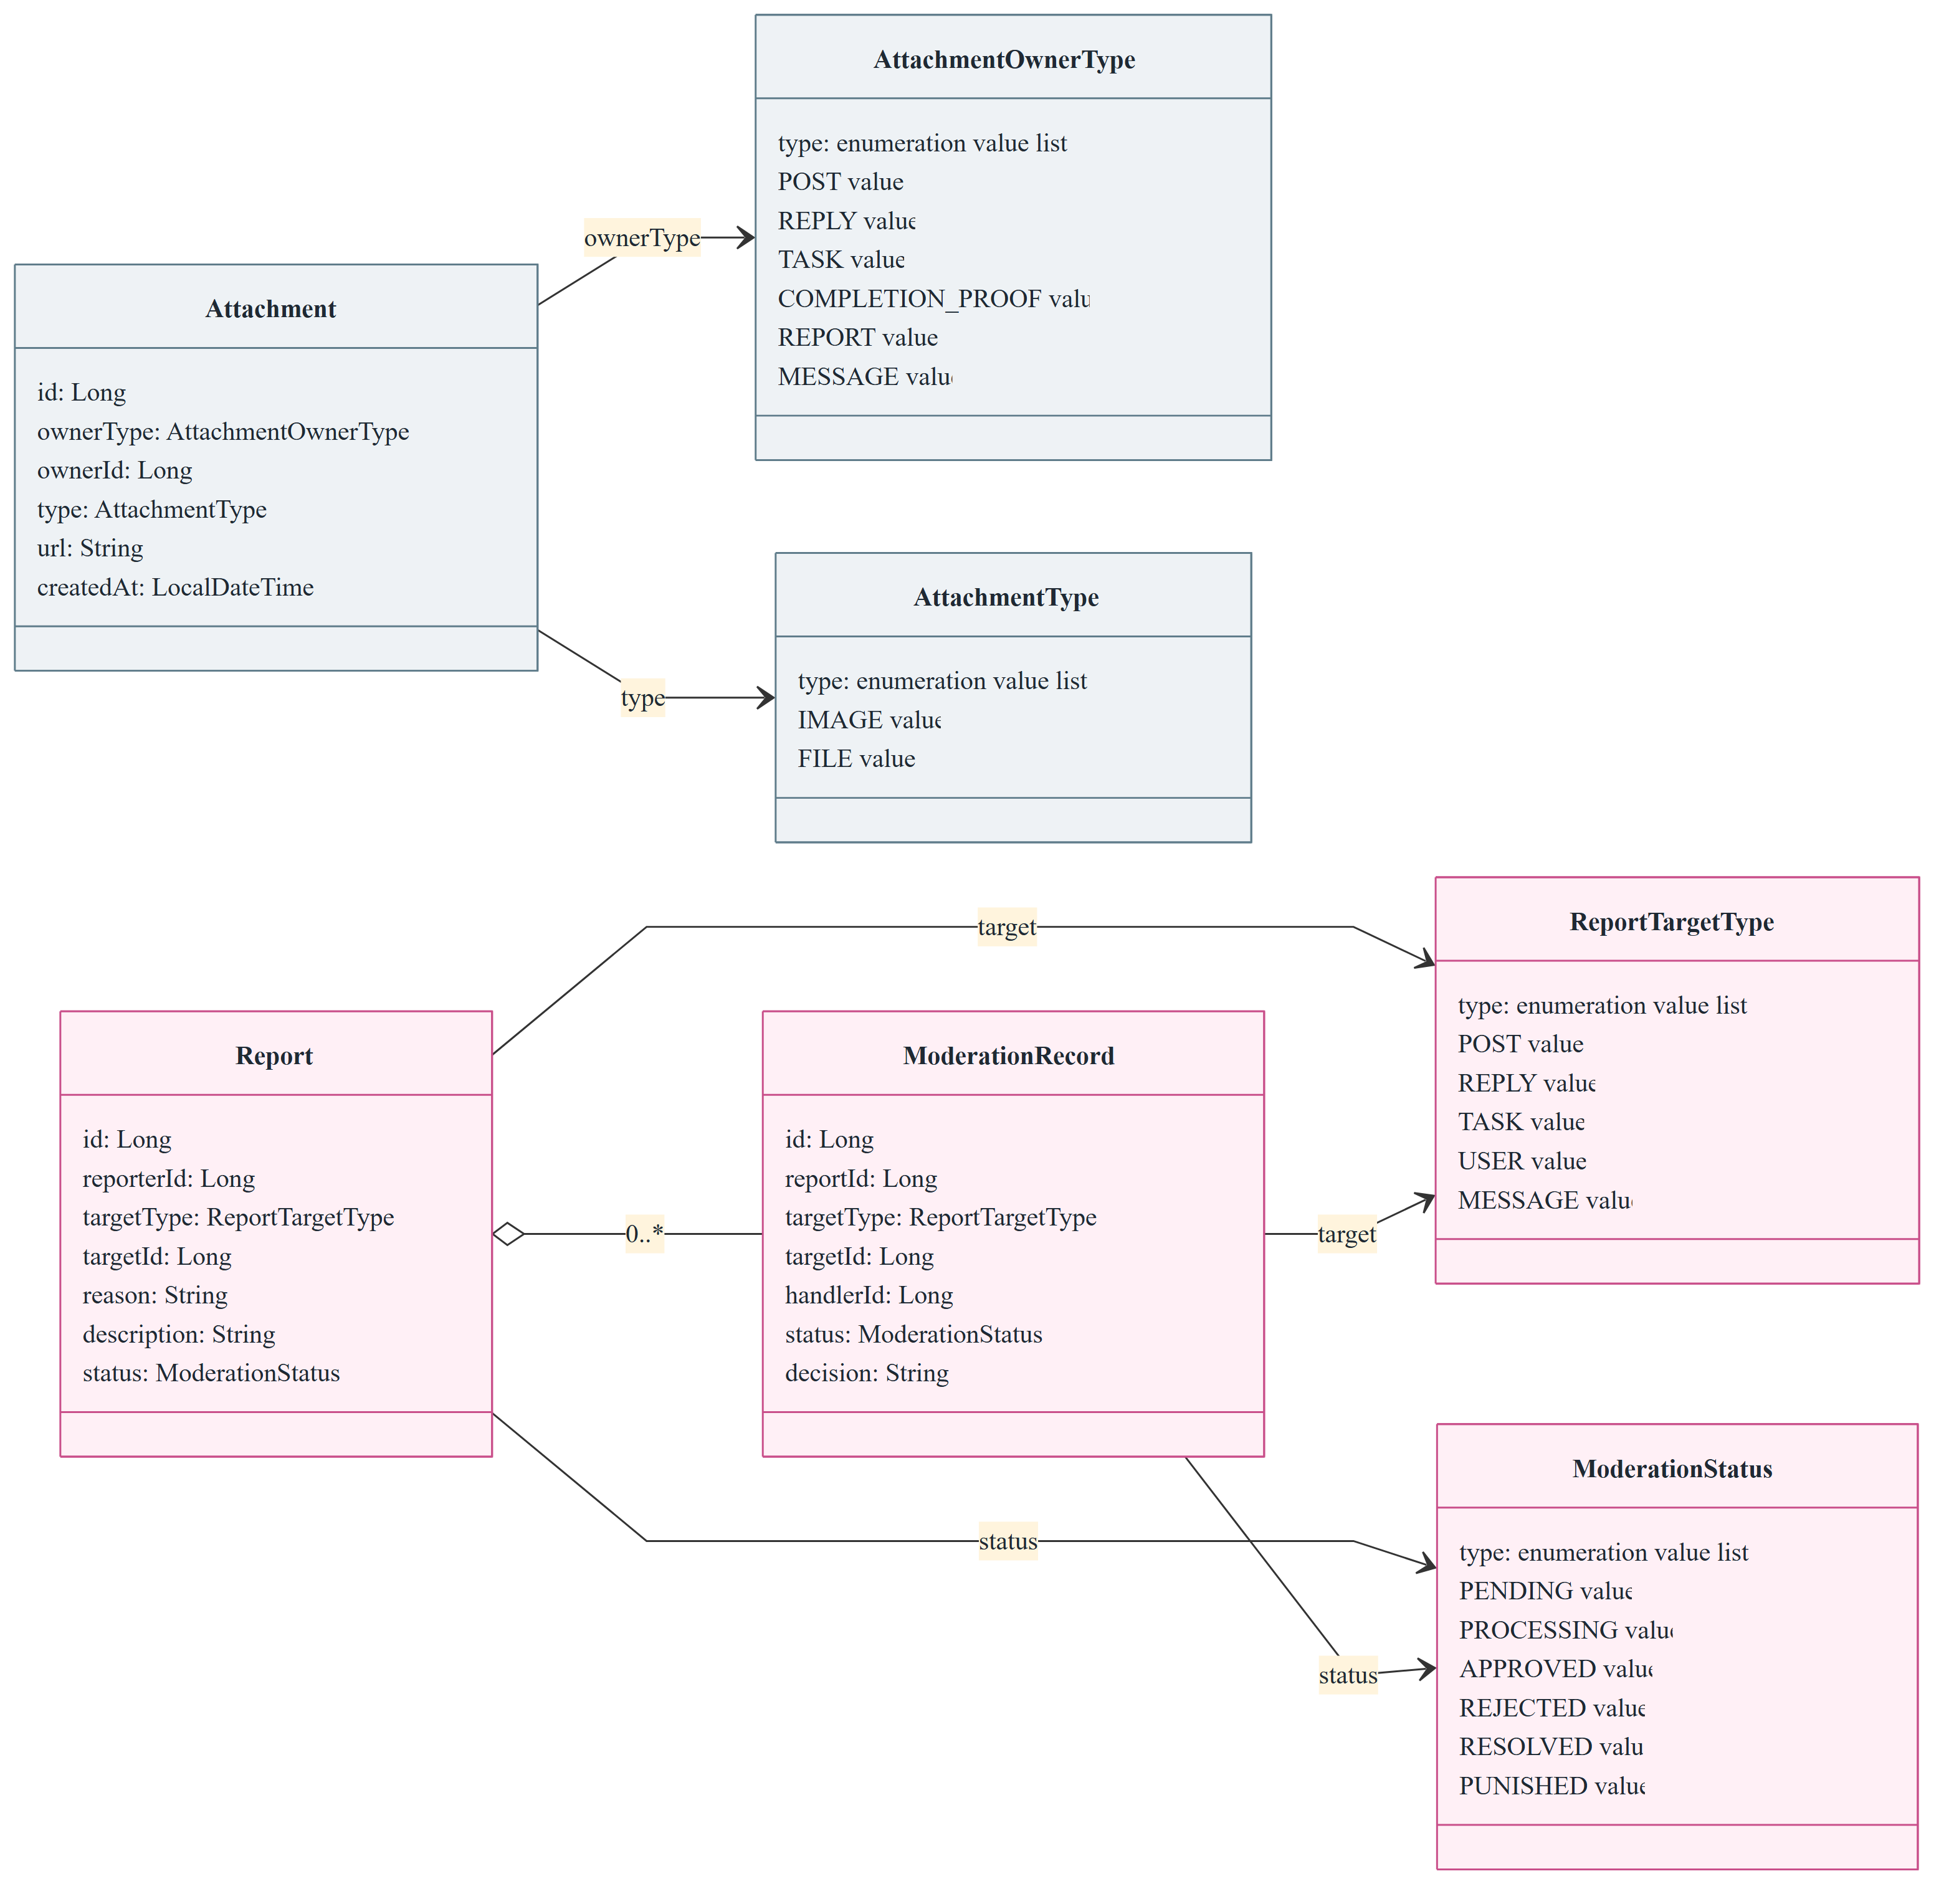 AttachmentOwnerType
type: enumeration value list
POST value
REPLY value
TASK value
COMPLETION_PROOF valu
REPORT value
MESSAGE value
ownerType
Attachment
id: Long
ownerType: AttachmentOwnerType
ownerId: Long
type: AttachmentType
url: String
createdAt: LocalDateTime
type
AttachmentType
type: enumeration value list
IMAGE value
FILE value
target
ReportTargetType
type: enumeration value list
POST value
REPLY value
TASK value
USER value
MESSAGE value
Report
id: Long
reporterId: Long
targetType: ReportTargetType
targetId: Long
reason: String
description: String
status: ModerationStatus
0..*
ModerationRecord
id: Long
reportId: Long
targetType: ReportTargetType
targetId: Long
handlerId: Long
status: ModerationStatus
decision: String
target
status
status
ModerationStatus
type: enumeration value list
PENDING value
PROCESSING value
APPROVED value
REJECTED value
RESOLVED valu
PUNISHED value